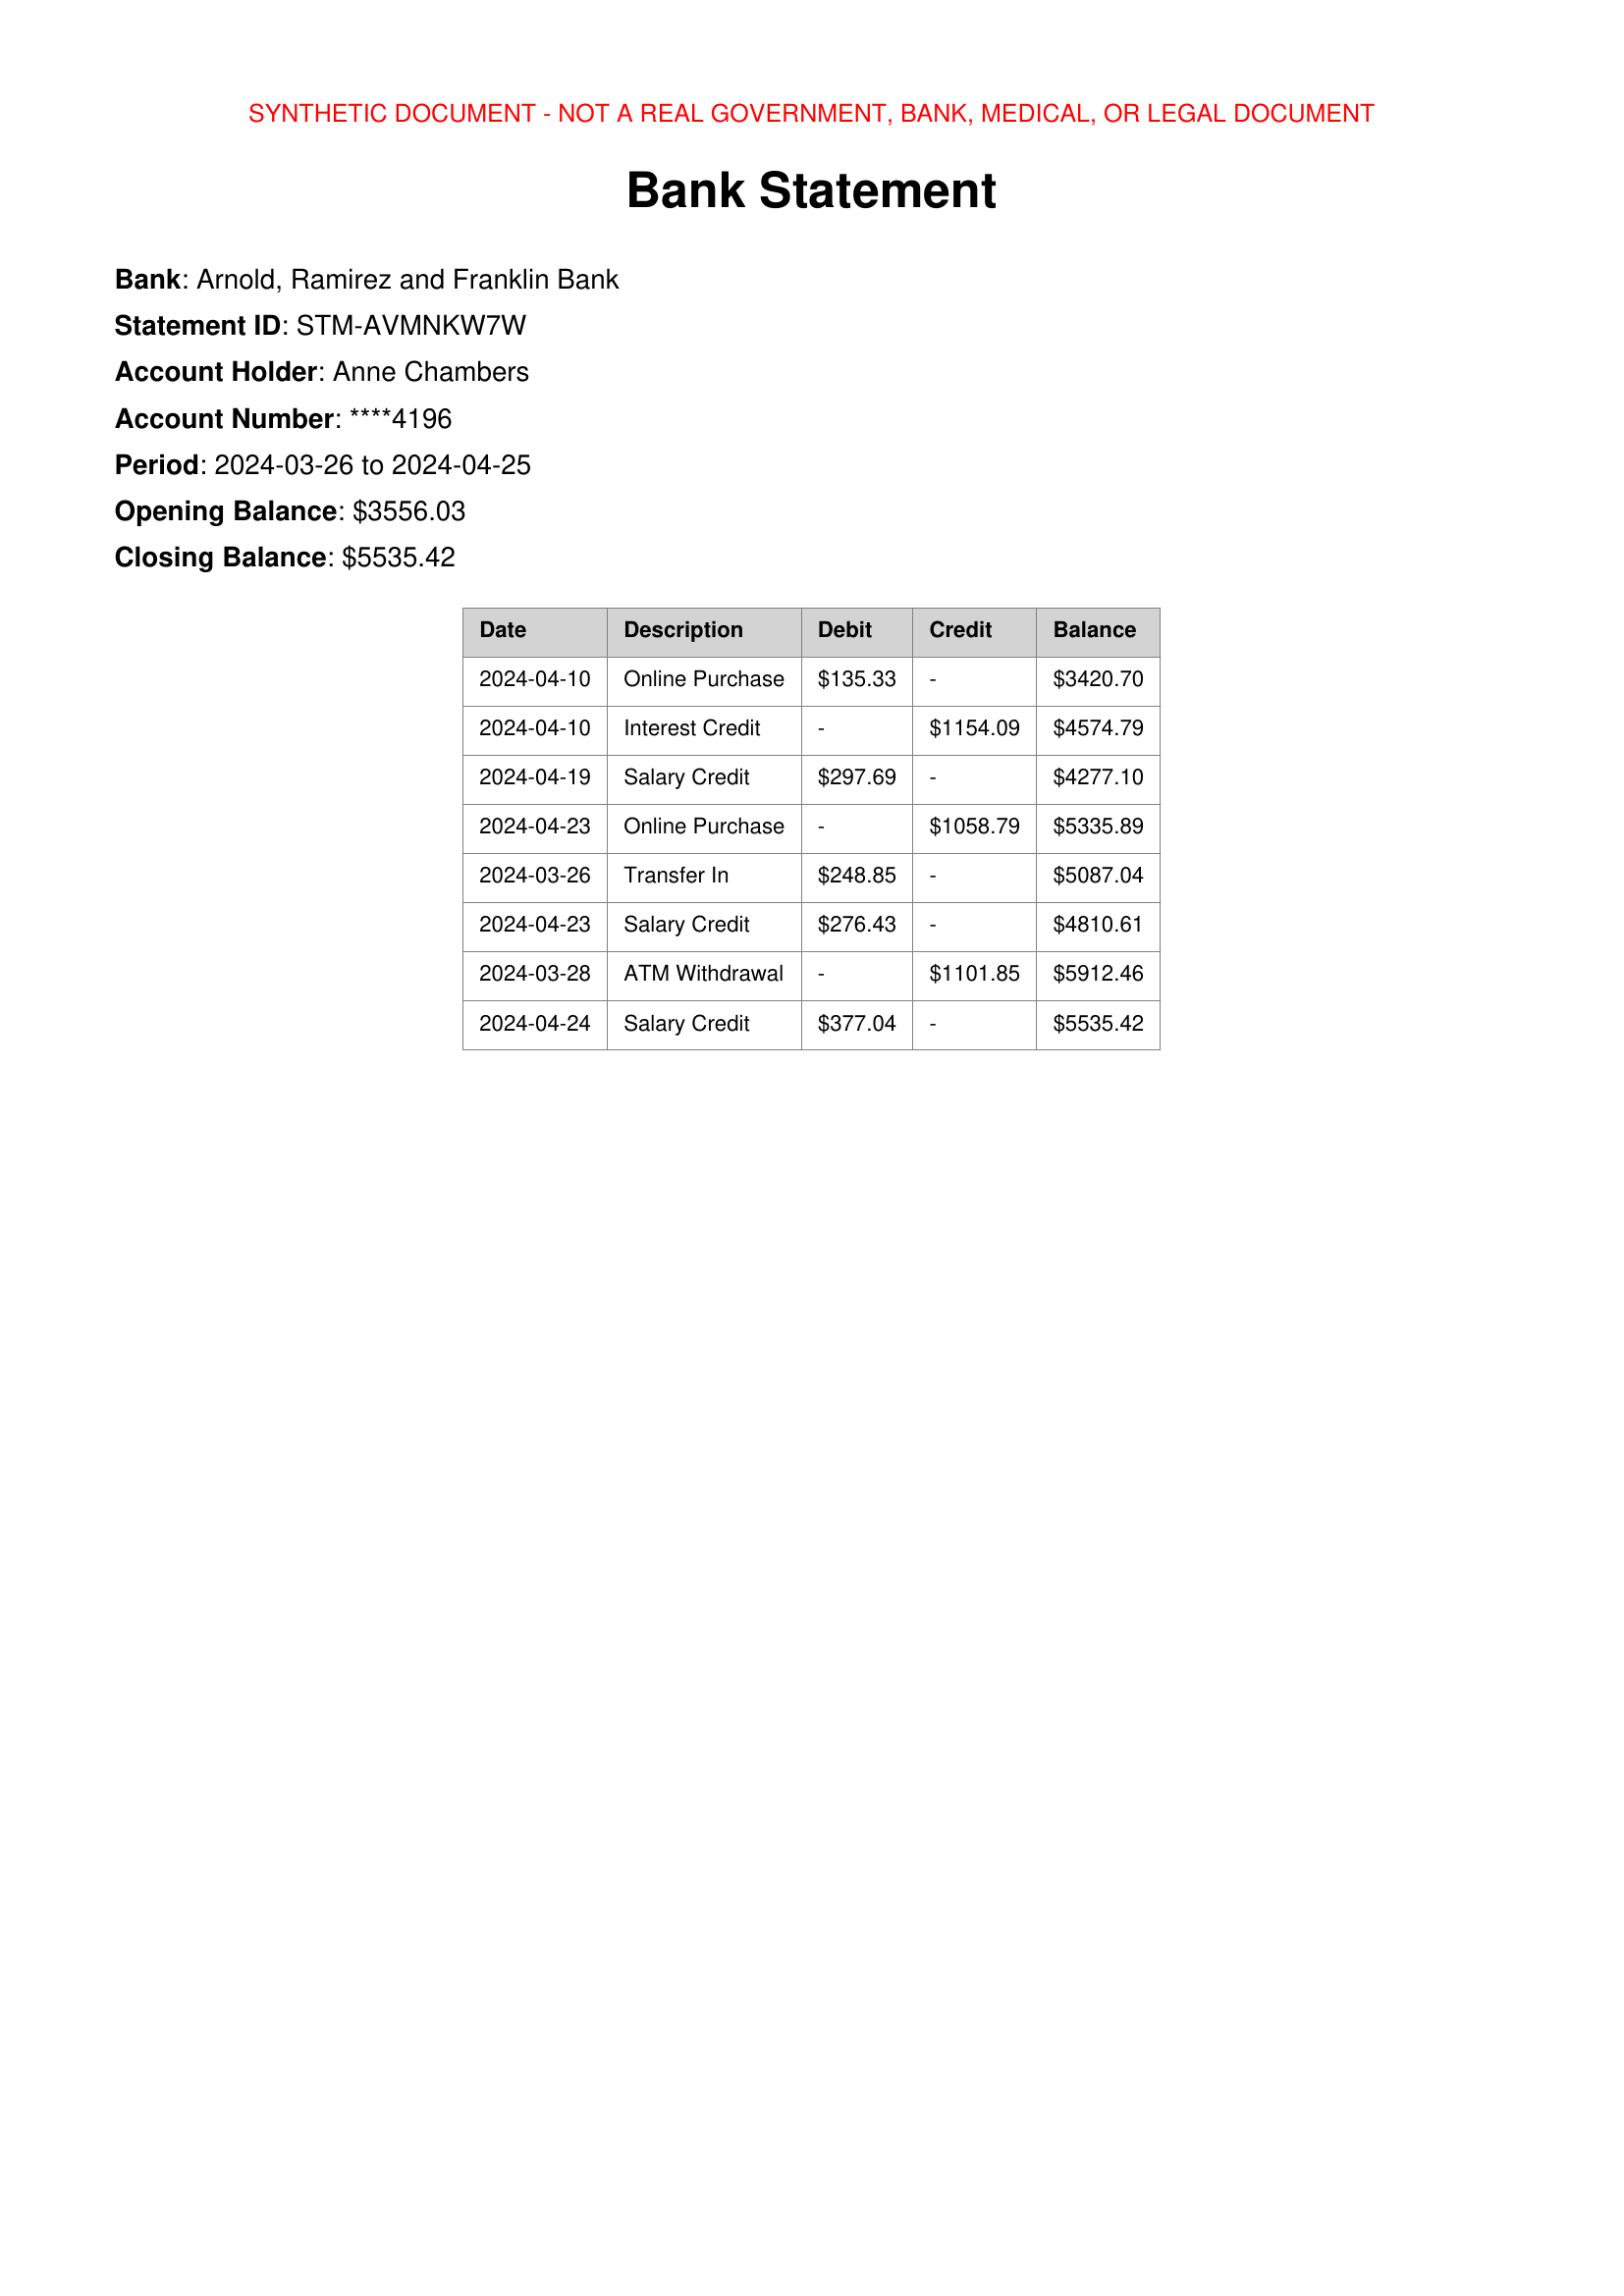 SYNTHETIC DOCUMENT - NOT A REAL GOVERNMENT, BANK, MEDICAL, OR LEGAL DOCUMENT
Bank Statement
Bank: Arnold, Ramirez and Franklin Bank
Statement ID: STM-AVMNKW7W
Account Holder: Anne Chambers
Account Number: ****4196
Period: 2024-03-26 to 2024-04-25
Opening Balance: $3556.03
Closing Balance: $5535.42
Date Description Debit Credit Balance
2024-04-10 Online Purchase $135.33 - $3420.70
2024-04-10 Interest Credit - $1154.09 $4574.79
2024-04-19 Salary Credit $297.69 - $4277.10
2024-04-23 Online Purchase - $1058.79 $5335.89
2024-03-26 Transfer In $248.85 - $5087.04
2024-04-23 Salary Credit $276.43 - $4810.61
2024-03-28 ATM Withdrawal - $1101.85 $5912.46
2024-04-24 Salary Credit $377.04 - $5535.42